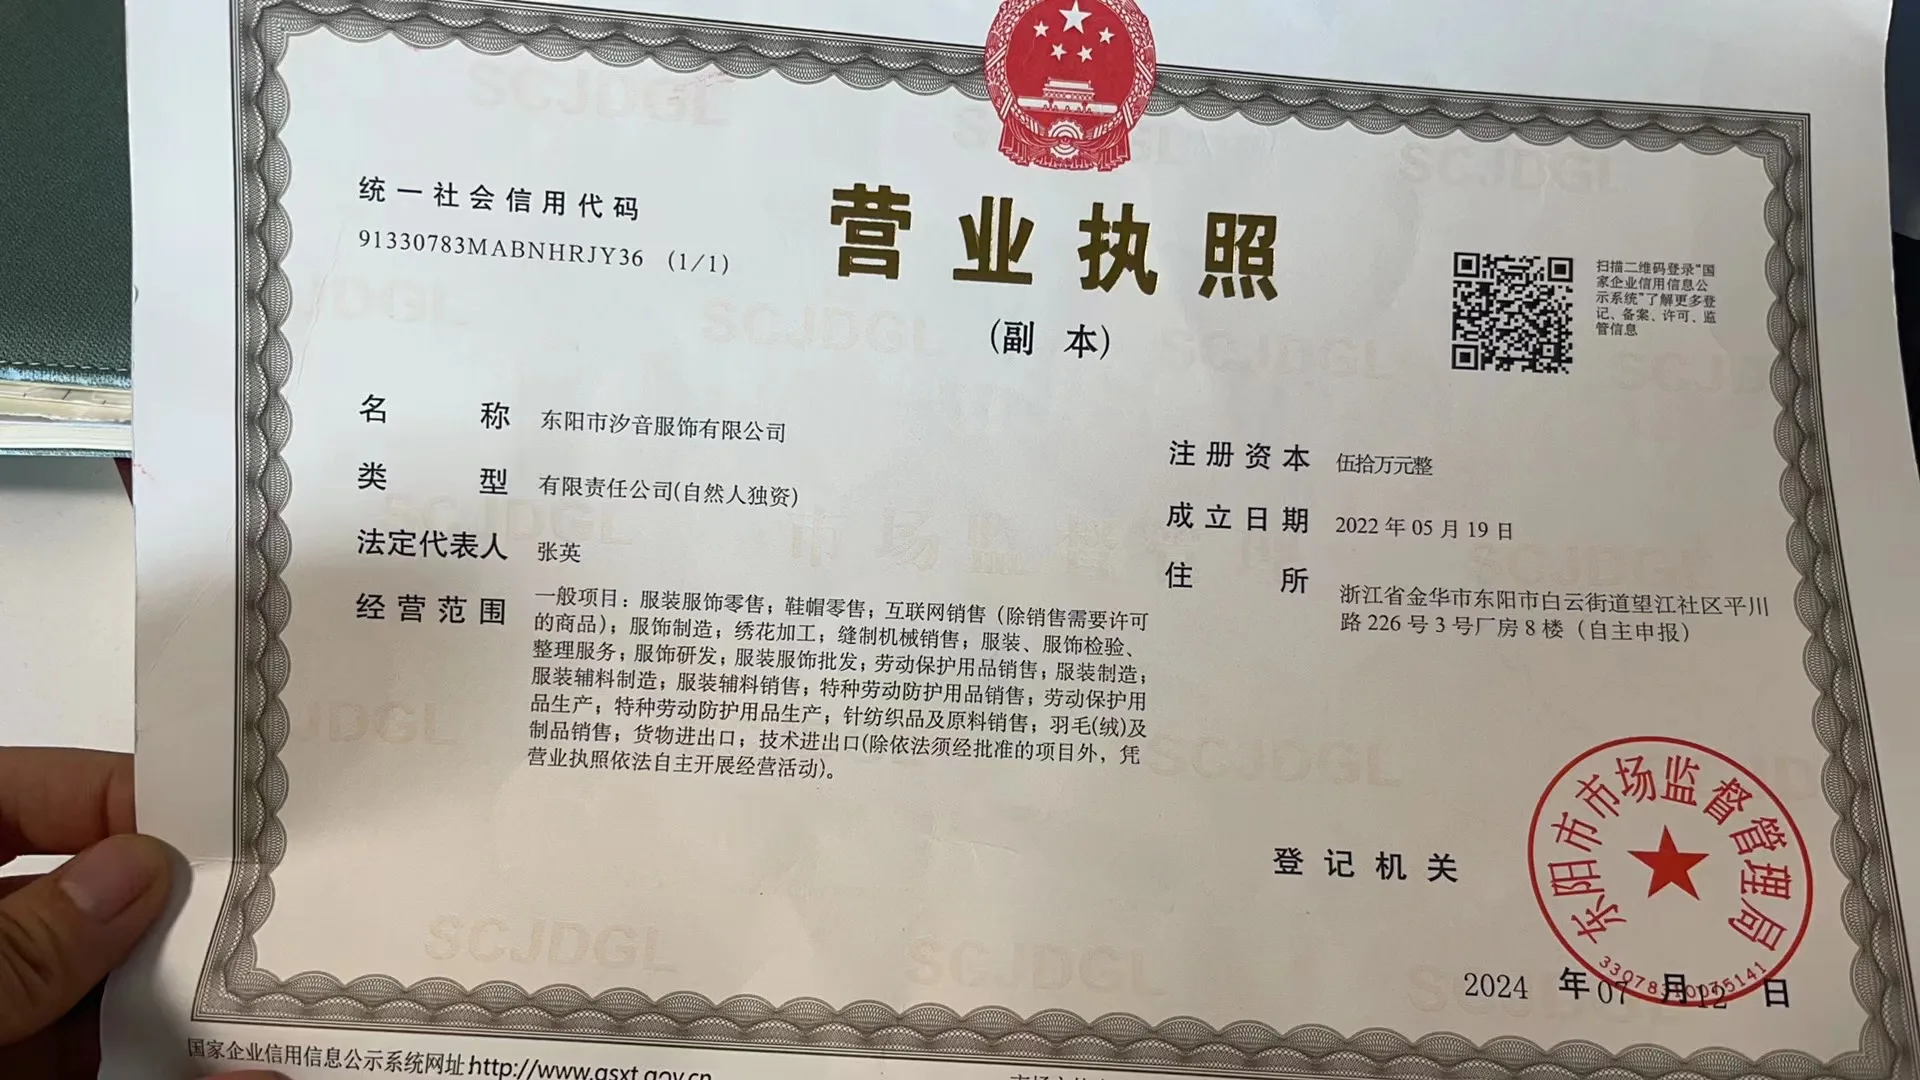 统一社会信用代码
91330783MABNHRJY36 (1/1)
营业执照
(副 本)
扫描二维码登录“国
家企业信用信息公
示系统”了解更多登
记、备案、许可、监
管信息
名 称 东阳市汐音服饰有限公司
类 型 有限责任公司(自然人独资)
法定代表人 张英
经营范围 一般项目：服装服饰零售；鞋帽零售；互联网销售（除销售需要许可
的商品）；服饰制造；绣花加工；缝制机械销售；服装、服饰检验、
整理服务；服饰研发；服装服饰批发；劳动保护用品销售；服装制造；
服装辅料制造；服装辅料销售；特种劳动防护用品销售；劳动保护用
品生产；特种劳动防护用品生产；针纺织品及原料销售；羽毛(绒)及
制品销售；货物进出口；技术进出口(除依法须经批准的项目外，凭
营业执照依法自主开展经营活动)。
注册资本 伍拾万元整
成立日期 2022 年 05 月 19 日
住 所 浙江省金华市东阳市白云街道望江社区平川
路 226 号 3 号厂房 8 楼（自主申报）
登记机关
东阳市市场监督管理局
2024 年 07 月 12 日
国家企业信用信息公示系统网址http://www.gsxt.gov.cn
SCJDGL
市场监督管理